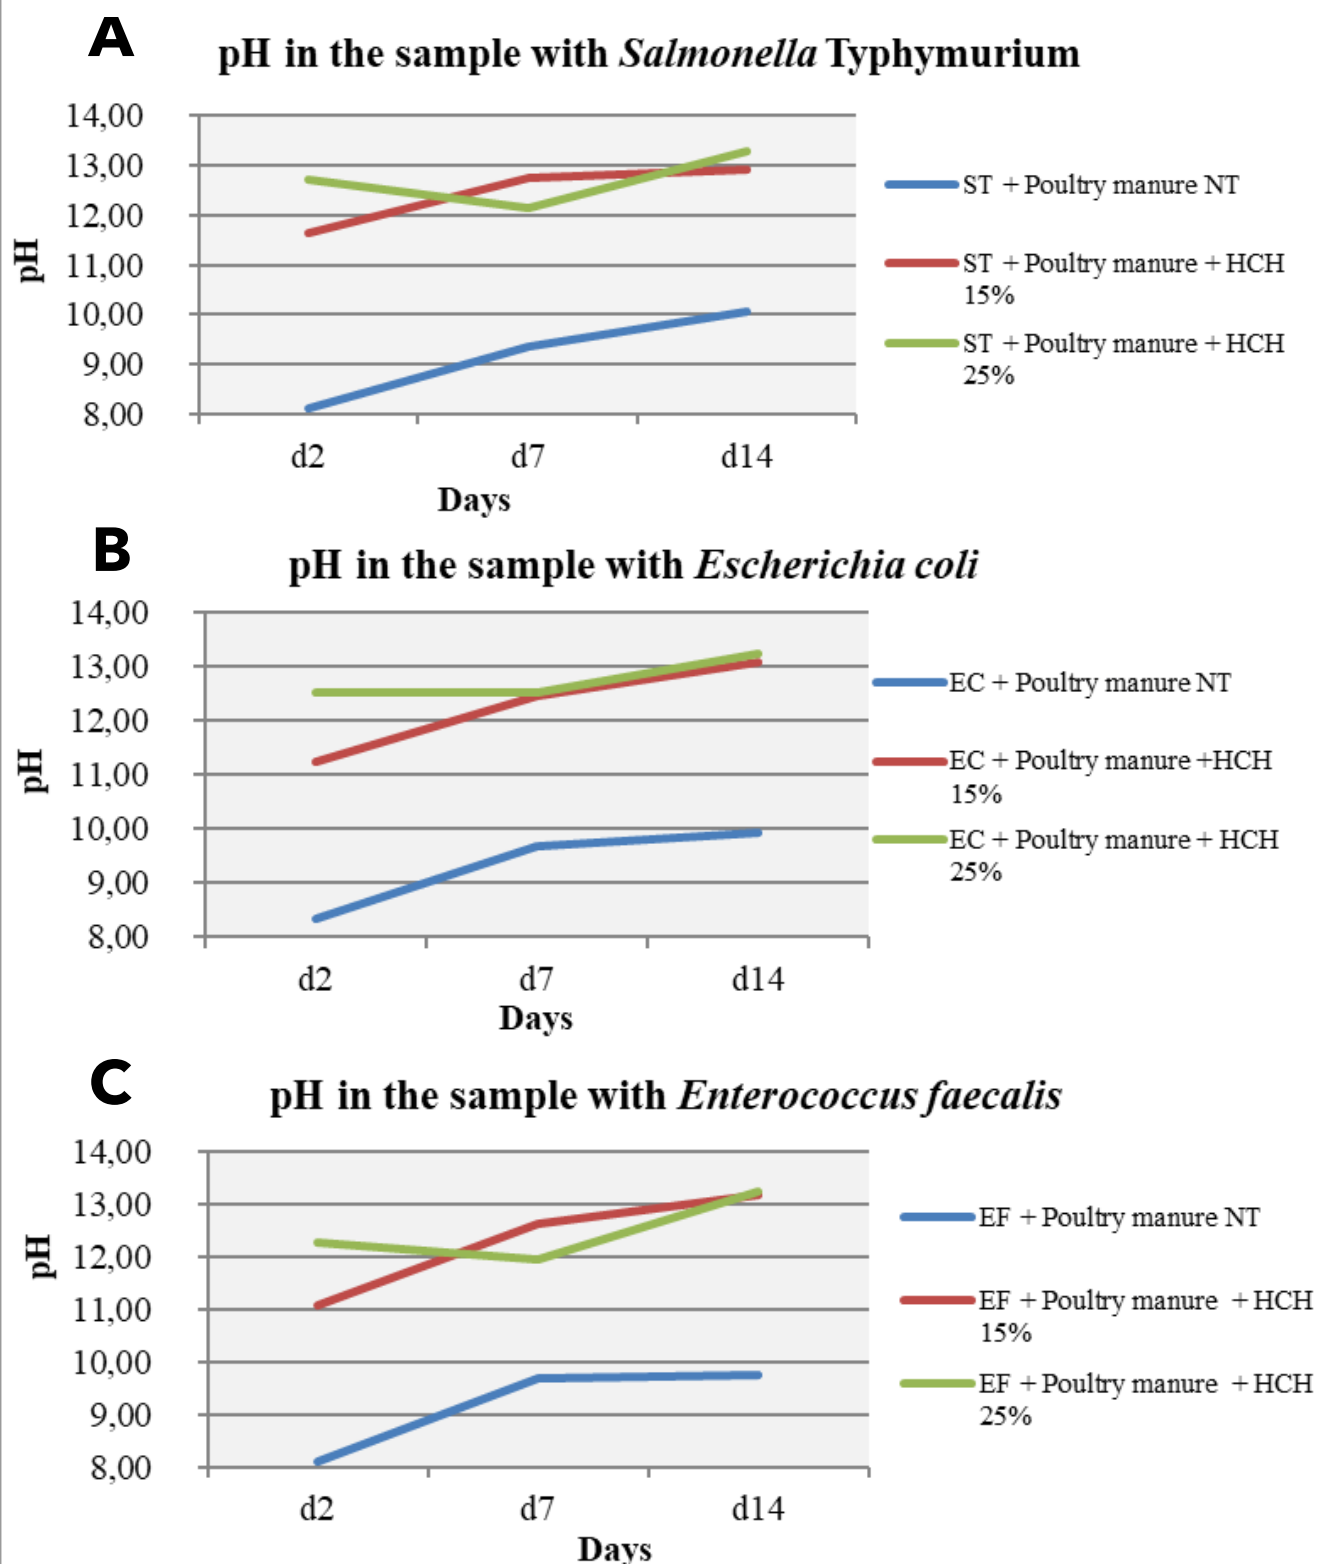 A
pH in the sample with Salmonella Typhymurium
14,00
13,00
12,00
11,00
10,00
9,00
8,00
pH
d2 d7 d14
Days
ST + Poultry manure NT
ST + Poultry manure + HCH
15%
ST + Poultry manure + HCH
25%
B
pH in the sample with Escherichia coli
14,00
13,00
12,00
11,00
10,00
9,00
8,00
pH
d2 d7 d14
Days
EC + Poultry manure NT
EC + Poultry manure +HCH
15%
EC + Poultry manure + HCH
25%
C
pH in the sample with Enterococcus faecalis
14,00
13,00
12,00
11,00
10,00
9,00
8,00
pH
d2 d7 d14
Days
EF + Poultry manure NT
EF + Poultry manure + HCH
15%
EF + Poultry manure + HCH
25%